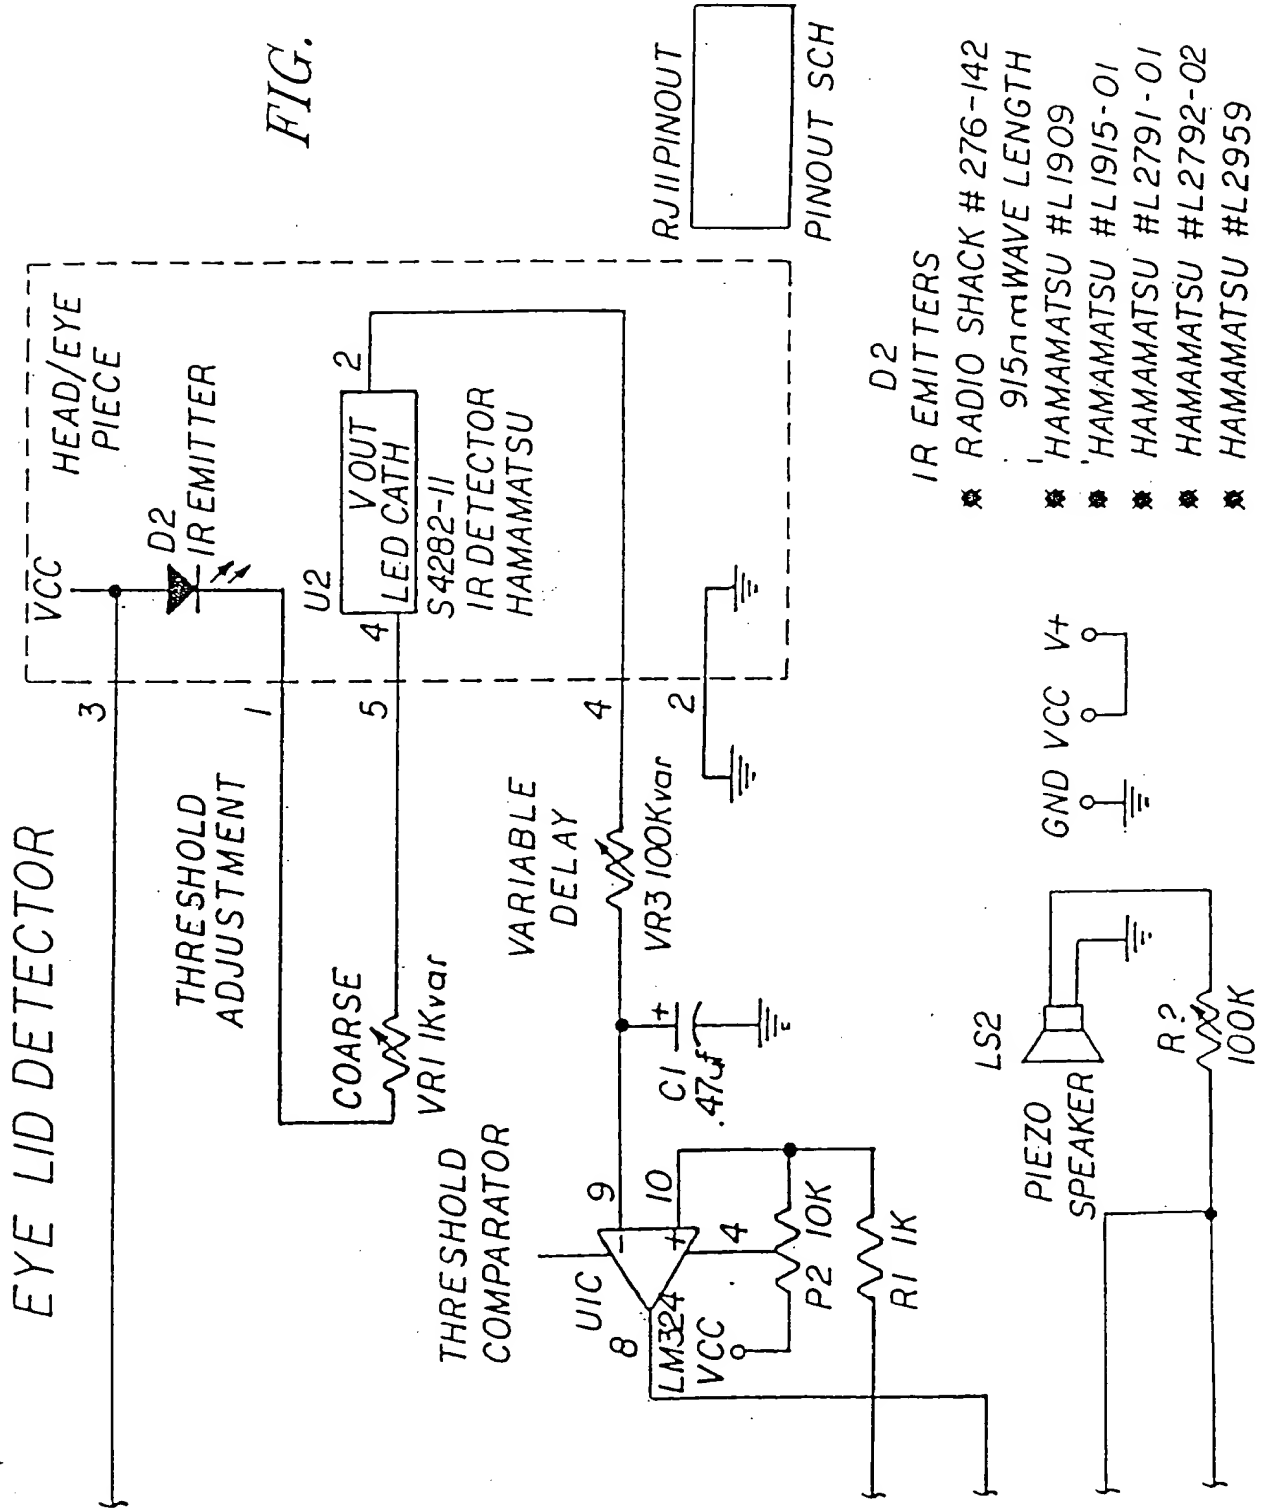 EYE LID DETECTOR
FIG.
3
VCC
HEAD/EYE
PIECE
D2
IR EMITTER
THRESHOLD
ADJUSTMENT
1
COARSE
VR1 1Kvar
5
U2
4
V OUT
LED CATH
2
S4282-11
IR DETECTOR
HAMAMATSU
THRESHOLD
COMPARATOR
VARIABLE
DELAY
VR3 100Kvar
4
2
U1C
9
10
8
-
+
4
LM324
VCC
P2 10K
R1 1K
C1
.47uf
+
RJ11PINOUT
PINOUT SCH
D2
IR EMITTERS
* RADIO SHACK # 276-142
915nmWAVE LENGTH
* HAMAMATSU #L1909
* HAMAMATSU #L1915-01
* HAMAMATSU #L2791-01
* HAMAMATSU #L2792-02
* HAMAMATSU #L2959
LS2
PIEZO
SPEAKER
R?
100K
GND VCC V+